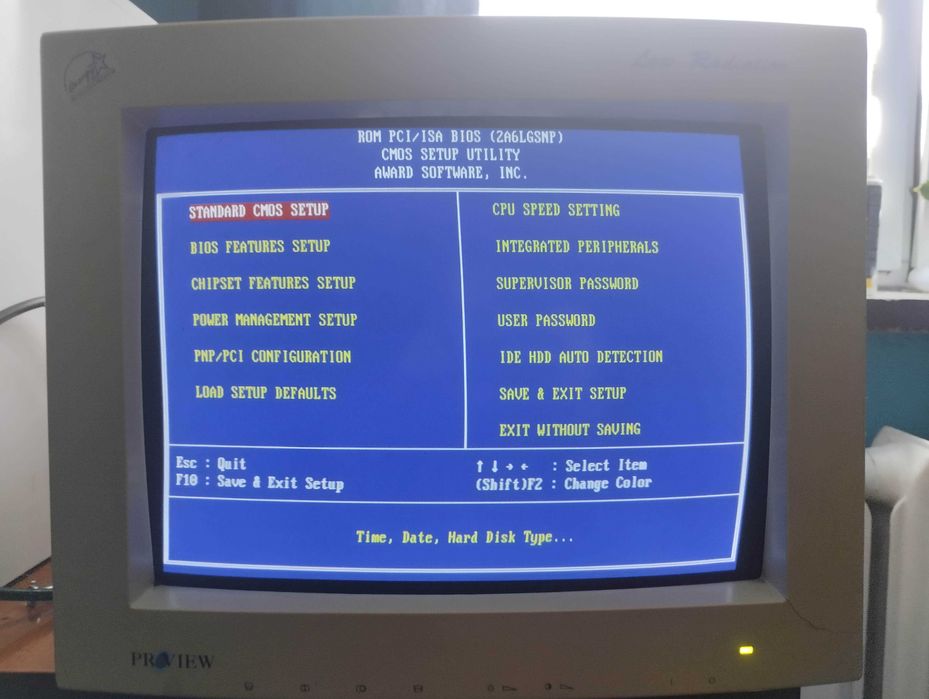 Low Radiation
ROM PCI/ISA BIOS (2A6LGSNP)
CMOS SETUP UTILITY
AWARD SOFTWARE, INC.
STANDARD CMOS SETUP
BIOS FEATURES SETUP
CHIPSET FEATURES SETUP
POWER MANAGEMENT SETUP
PNP/PCI CONFIGURATION
LOAD SETUP DEFAULTS
CPU SPEED SETTING
INTEGRATED PERIPHERALS
SUPERVISOR PASSWORD
USER PASSWORD
IDE HDD AUTO DETECTION
SAVE & EXIT SETUP
EXIT WITHOUT SAVING
Esc : Quit
F10 : Save & Exit Setup
↑ ↓ → ← : Select Item
(Shift)F2 : Change Color
Time, Date, Hard Disk Type...
PROVIEW